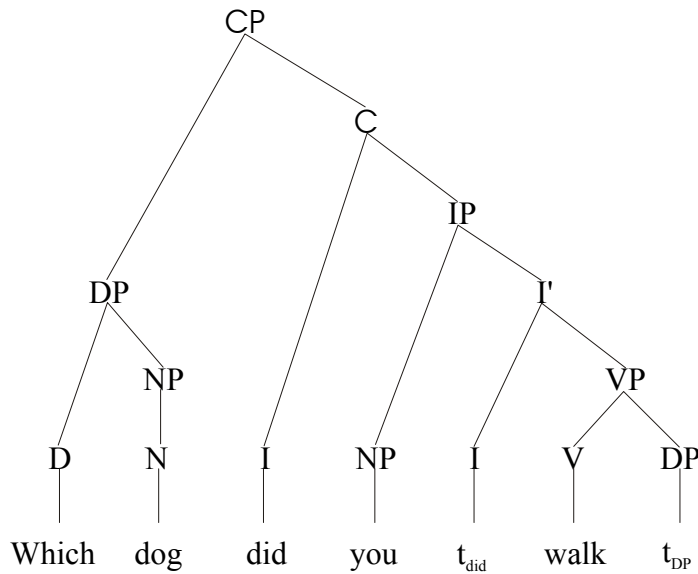 CP
C
IP
DP I'
NP VP
D N I NP I V DP
Which dog did you t_did walk t_DP